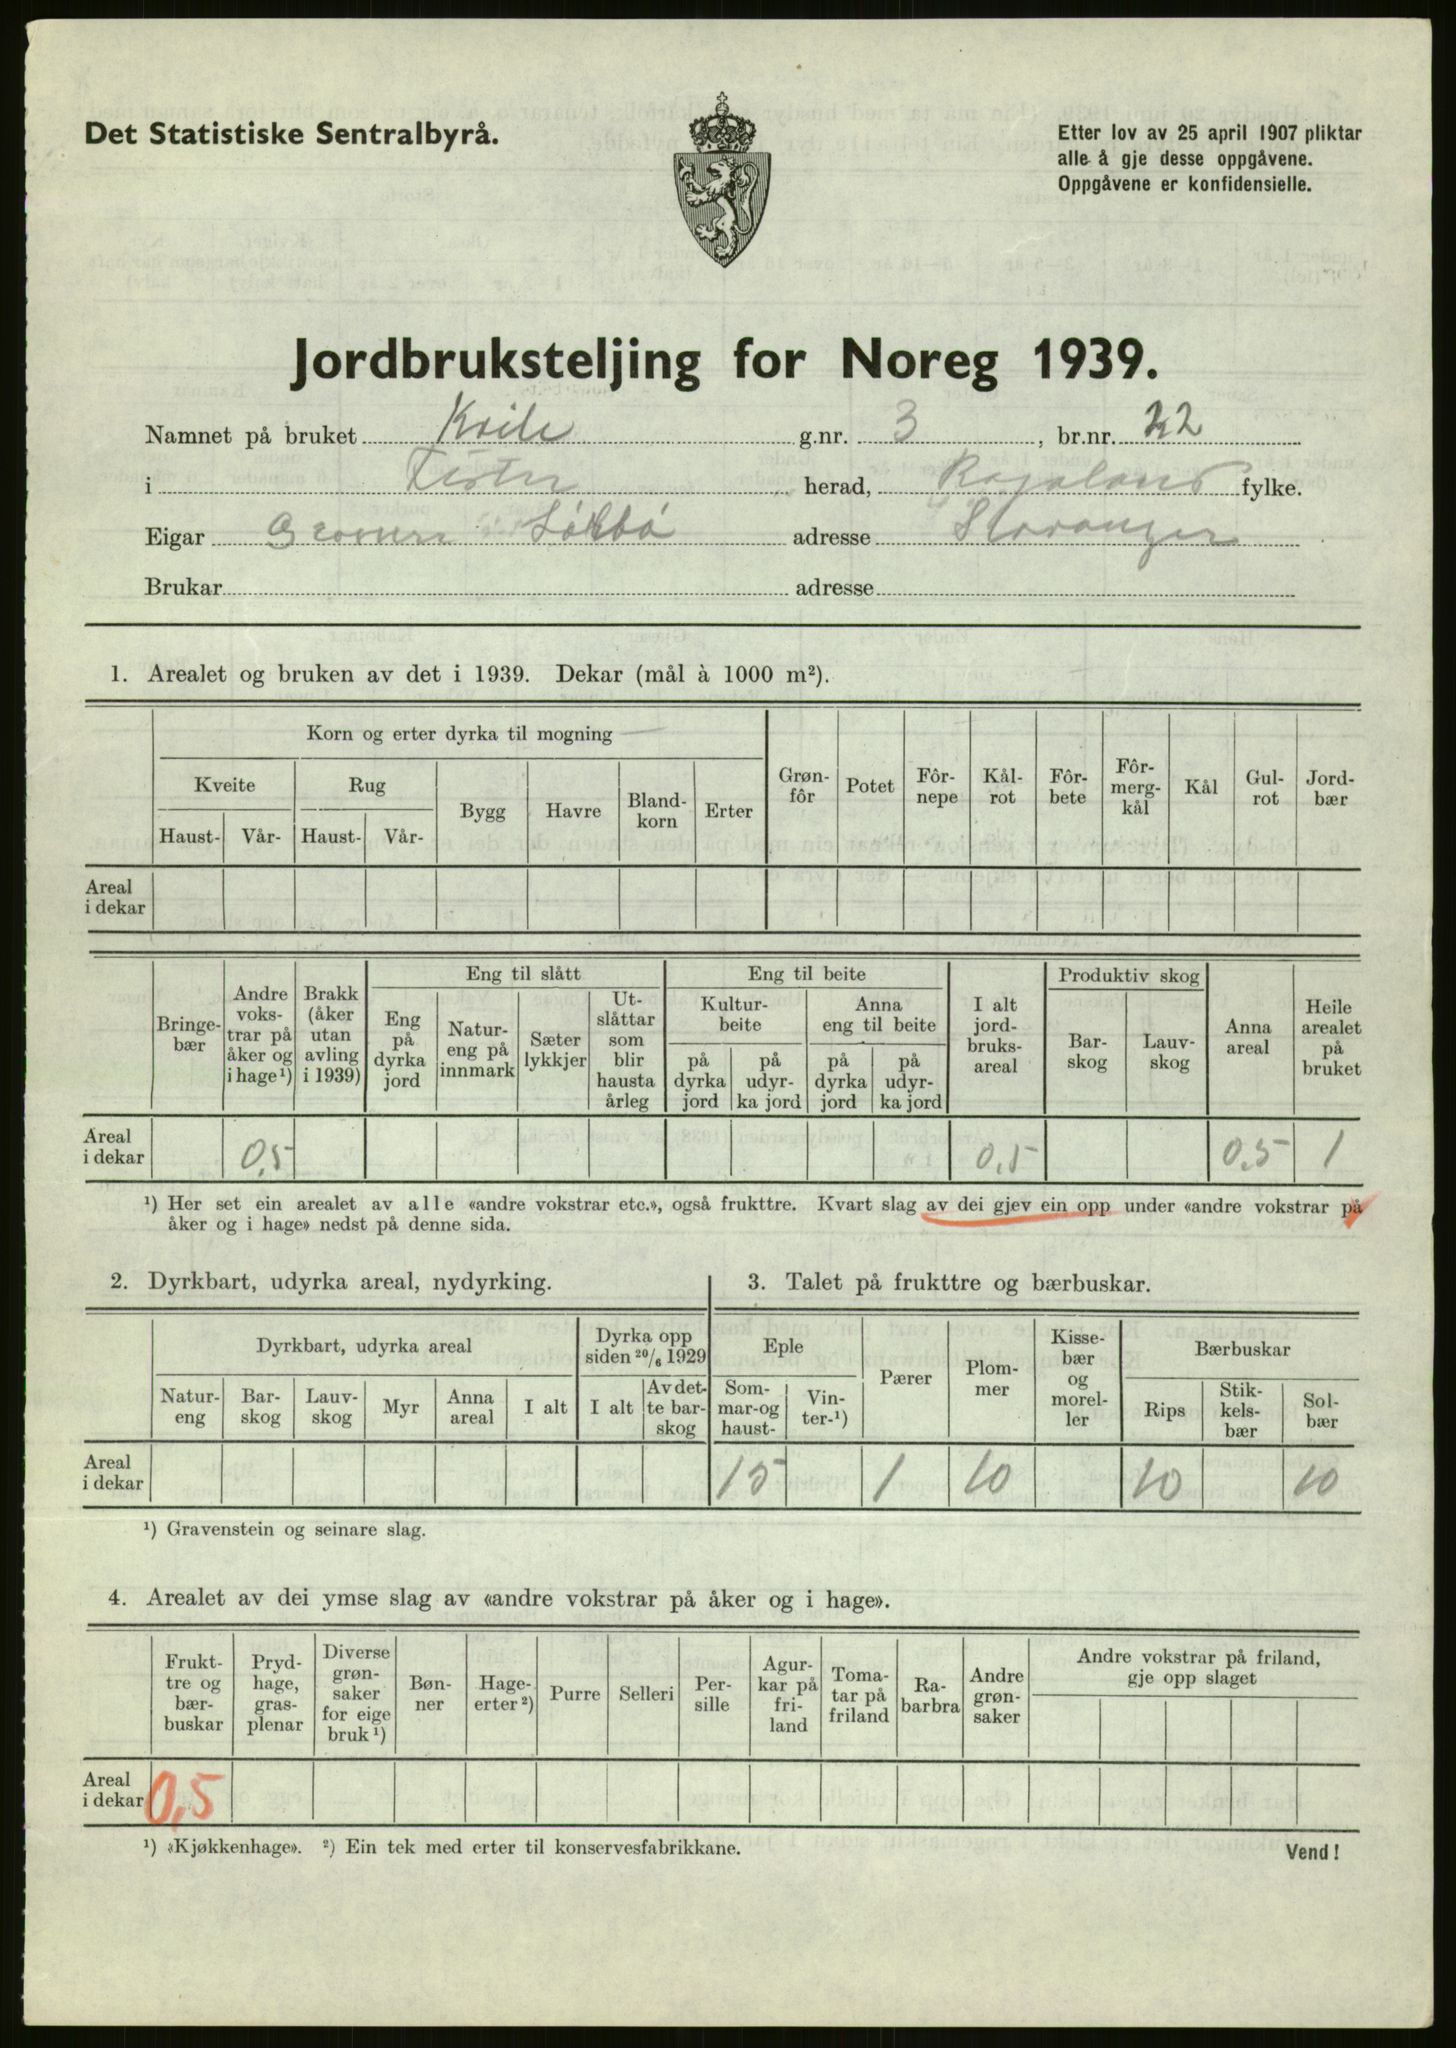 Det Statistiske Sentralbyrå.
Etter lov av 25 april 1907 pliktar
alle å gje desse oppgåvene.
Oppgåvene er konfidensielle.
Jordbruksteljing for Noreg 1939.
Namnet på bruket Kvile g.nr. 3, br.nr. 22
i Fister herad, Rogaland fylke.
Eigar Sørbø adresse Stavanger
Brukar adresse
1. Arealet og bruken av det i 1939. Dekar (mål à 1000 m²).
Korn og erter dyrka til mogning
Kveite Rug Bygg Havre Bland-korn Erter Grøn-fôr Potet Fôr-nepe Kål-rot Fôr-bete Fôr-merg-kål Kål Gul-rot Jord-bær
Haust- Vår- Haust- Vår-
Areal
i dekar
Eng til slått Eng til beite Produktiv skog
Bringe-bær Andre voks-trar på åker og i hage¹) Brakk (åker utan avling i 1939) Eng på dyrka jord Natur-eng på innmark Sæter lykkjer Ut-slåttar som blir hausta årleg Kultur-beite Anna eng til beite I alt jord-bruks-areal Bar-skog Lauv-skog Anna areal Heile arealet på bruket
på dyrka jord på udyr-ka jord på dyrka jord på udyr-ka jord
Areal
i dekar 0,5 0,5 0,5 1
¹) Her set ein arealet av alle «andre vokstrar etc.», også frukttre. Kvart slag av dei gjev ein opp under «andre vokstrar på
åker og i hage» nedst på denne sida.
2. Dyrkbart, udyrka areal, nydyrking.
3. Talet på frukttre og bærbuskar.
Dyrkbart, udyrka areal Dyrka opp siden 20/6 1929 Eple Pærer Plom-mer Kisse-bær og morel-ler Bærbuskar
Natur-eng Bar-skog Lauv-skog Myr Anna areal I alt I alt Av det-te bar-skog Som-mar- og haust- Vin-ter-¹) Rips Stik-kels-bær Sol-bær
Areal
i dekar 15 1 10 10 10
¹) Gravenstein og seinare slag.
4. Arealet av dei ymse slag av «andre vokstrar på åker og i hage».
Frukt-tre og bær-buskar Pryd-hage, gras-plenar Diverse grøn-saker for eige bruk¹) Bøn-ner Hage-erter²) Purre Selleri Per-sille Agur-kar på fri-land Toma-tar på friland Ra-barbra Andre grøn-saker Andre vokstrar på friland, gje opp slaget
Areal
i dekar 0,5
¹) «Kjøkkenhage». ²) Ein tek med erter til konservesfabrikkane.
Vend!